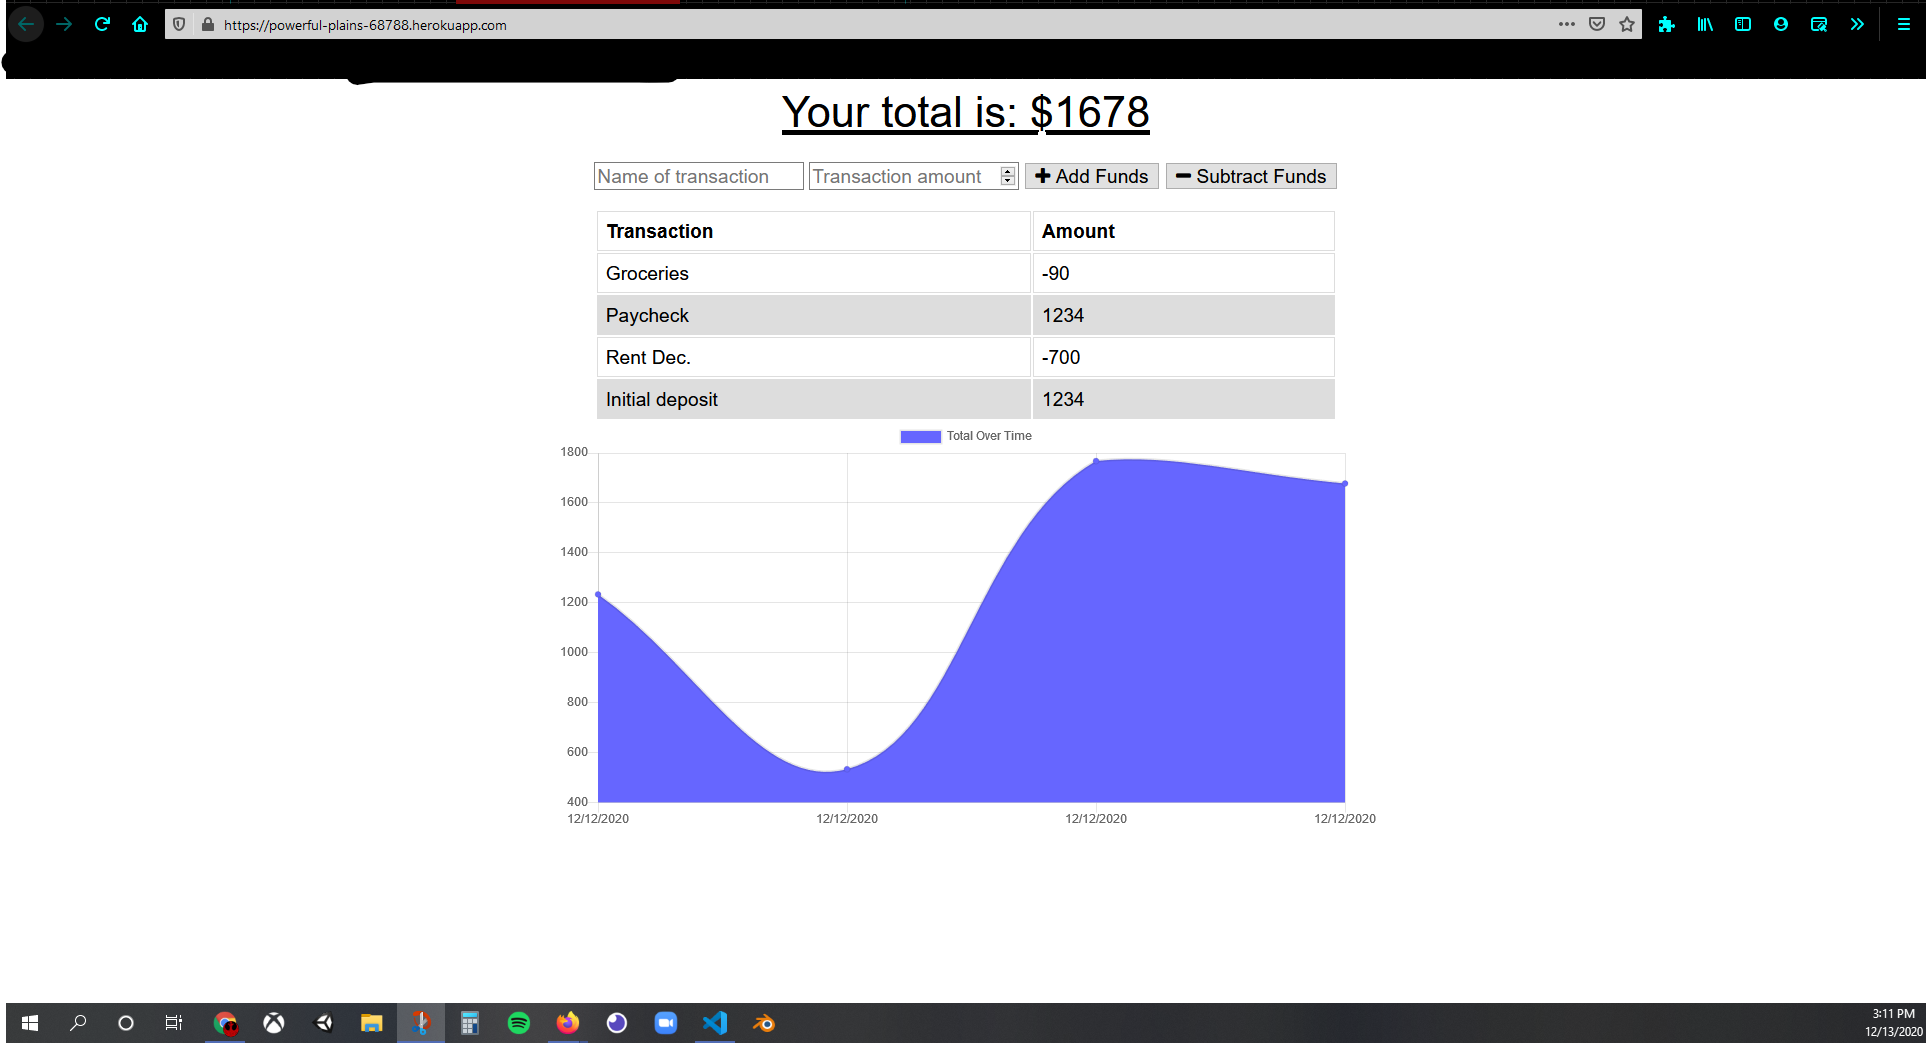 https://powerful-plains-68788.herokuapp.com
Your total is: $1678
Name of transaction Transaction amount Add Funds Subtract Funds
Transaction Amount
Groceries -90
Paycheck 1234
Rent Dec. -700
Initial deposit 1234
Total Over Time
1800
1600
1400
1200
1000
800
600
400
12/12/2020 12/12/2020 12/12/2020 12/12/2020
3:11 PM
12/13/2020